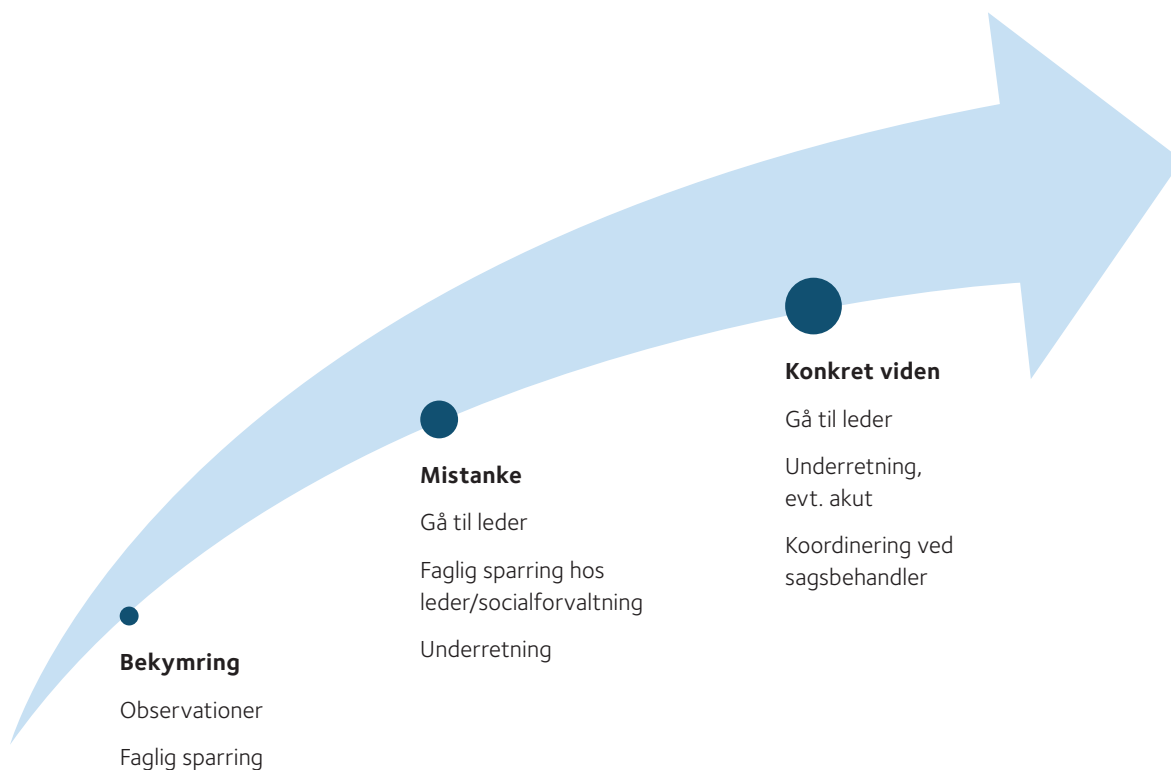 Bekymring
Observationer
Faglig sparring
Mistanke
Gå til leder
Faglig sparring hos
leder/socialforvaltning
Underretning
Konkret viden
Gå til leder
Underretning,
evt. akut
Koordinering ved
sagsbehandler